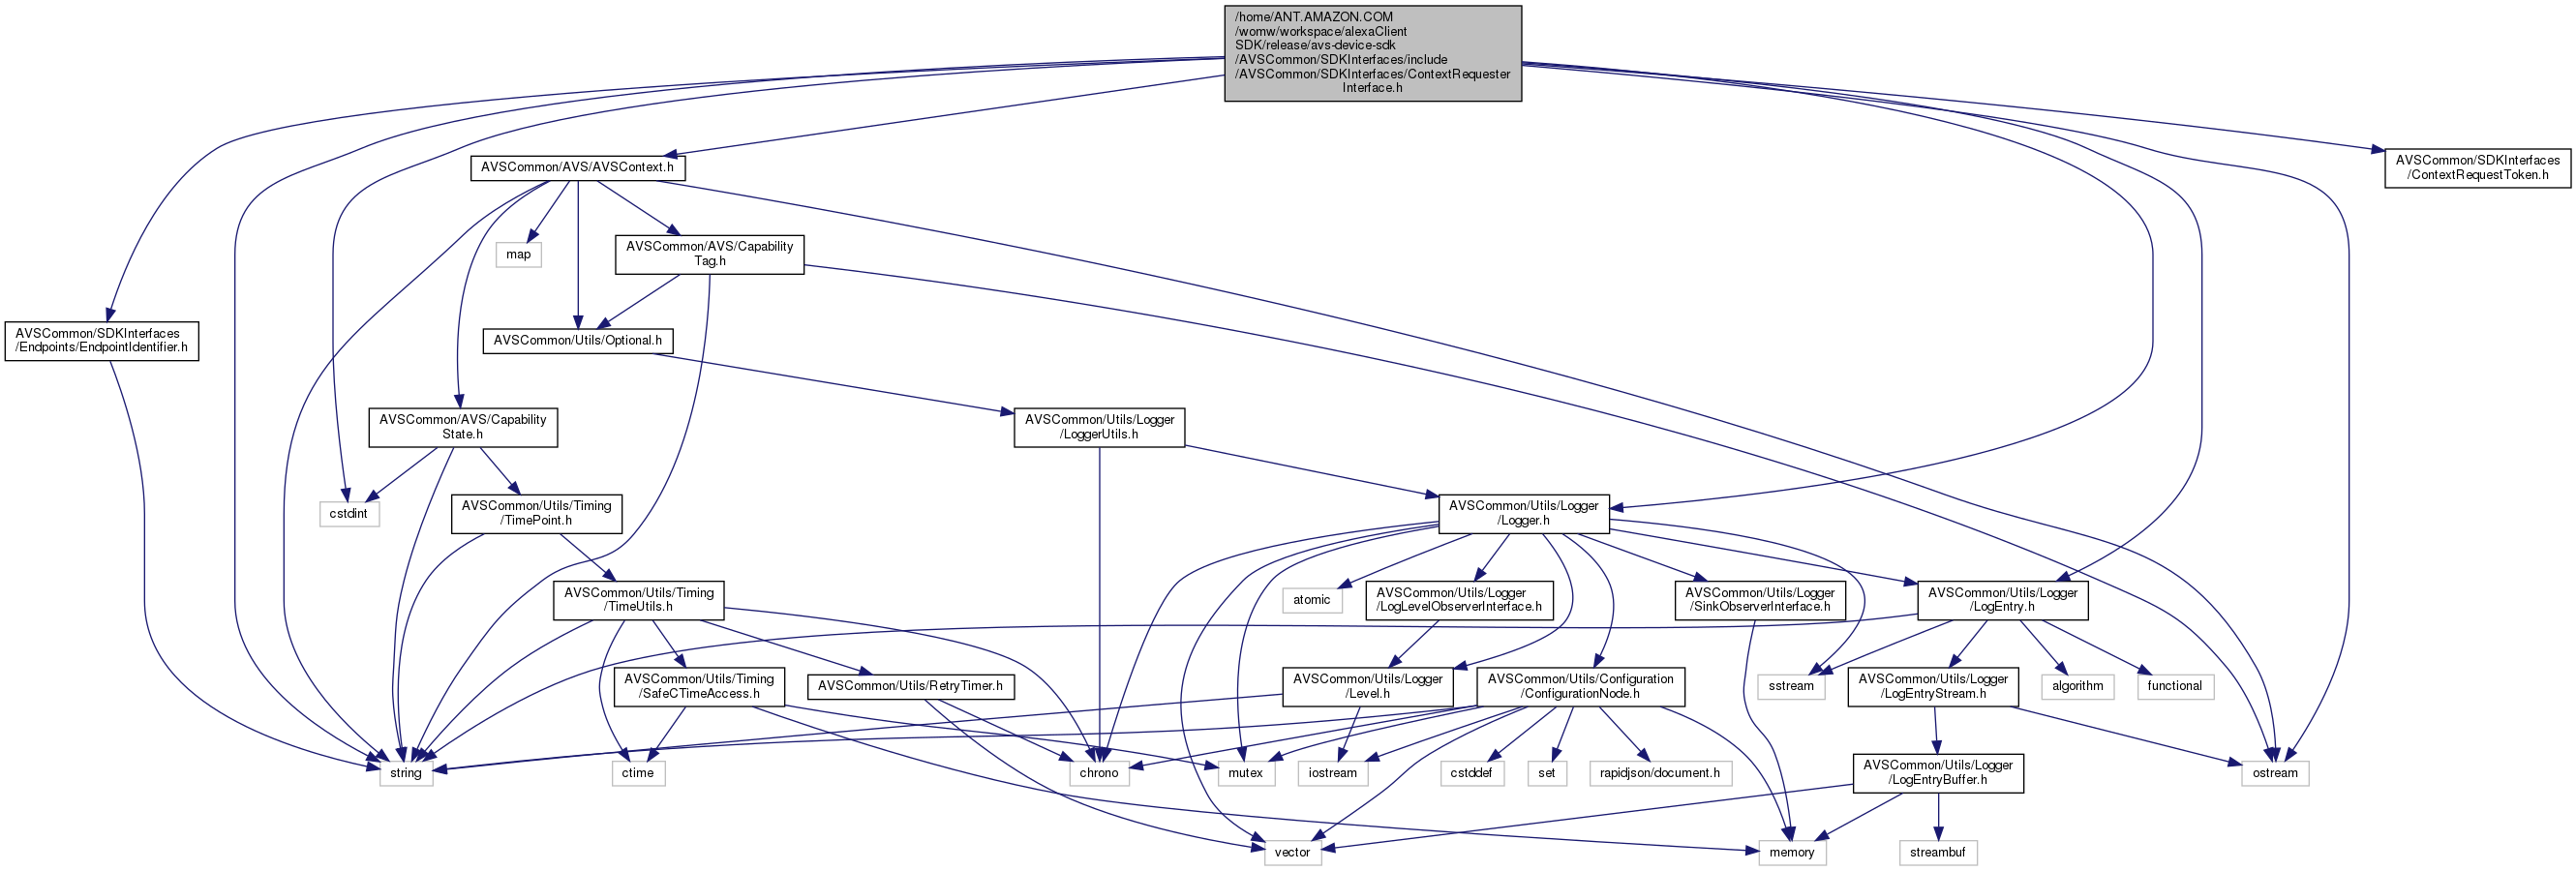 /home/ANT.AMAZON.COM
/womw/workspace/alexaClient
SDK/release/avs-device-sdk
/AVSCommon/SDKInterfaces/include
/AVSCommon/SDKInterfaces/ContextRequester
Interface.h
AVSCommon/AVS/AVSContext.h
AVSCommon/SDKInterfaces
/ContextRequestToken.h
map
AVSCommon/AVS/Capability
Tag.h
AVSCommon/SDKInterfaces
/Endpoints/EndpointIdentifier.h
AVSCommon/Utils/Optional.h
AVSCommon/AVS/Capability
State.h
AVSCommon/Utils/Logger
/LoggerUtils.h
cstdint
AVSCommon/Utils/Timing
/TimePoint.h
AVSCommon/Utils/Logger
/Logger.h
AVSCommon/Utils/Timing
/TimeUtils.h
atomic
AVSCommon/Utils/Logger
/LogLevelObserverInterface.h
AVSCommon/Utils/Logger
/SinkObserverInterface.h
AVSCommon/Utils/Logger
/LogEntry.h
AVSCommon/Utils/Timing
/SafeCTimeAccess.h
AVSCommon/Utils/RetryTimer.h
AVSCommon/Utils/Logger
/Level.h
AVSCommon/Utils/Configuration
/ConfigurationNode.h
sstream
AVSCommon/Utils/Logger
/LogEntryStream.h
algorithm
functional
string
ctime
chrono
mutex
iostream
cstddef
set
rapidjson/document.h
AVSCommon/Utils/Logger
/LogEntryBuffer.h
ostream
vector
memory
streambuf